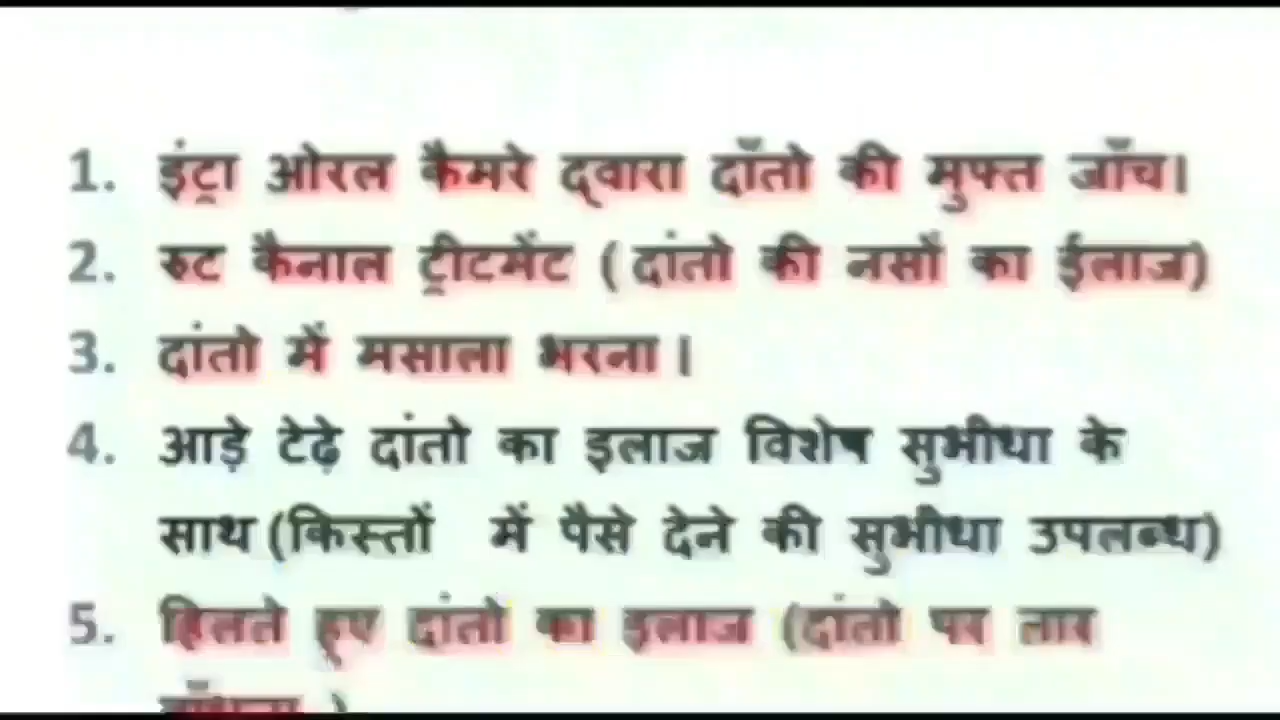 1. इंट्रा ओरल कैमरे द्वारा दाँतो की मुफ्त जाँच।
2. रुट कैनाल ट्रीटमेंट ( दांतो की नसों का ईलाज)
3. दांतो में मसाला भरना ।
4. आड़े टेढ़े दांतो का इलाज विशेष सुभीधा के
साथ (किस्तों में पैसे देने की सुभीधा उपलब्ध)
5. हिलते हुए दांतो का इलाज (दांतो पर तार